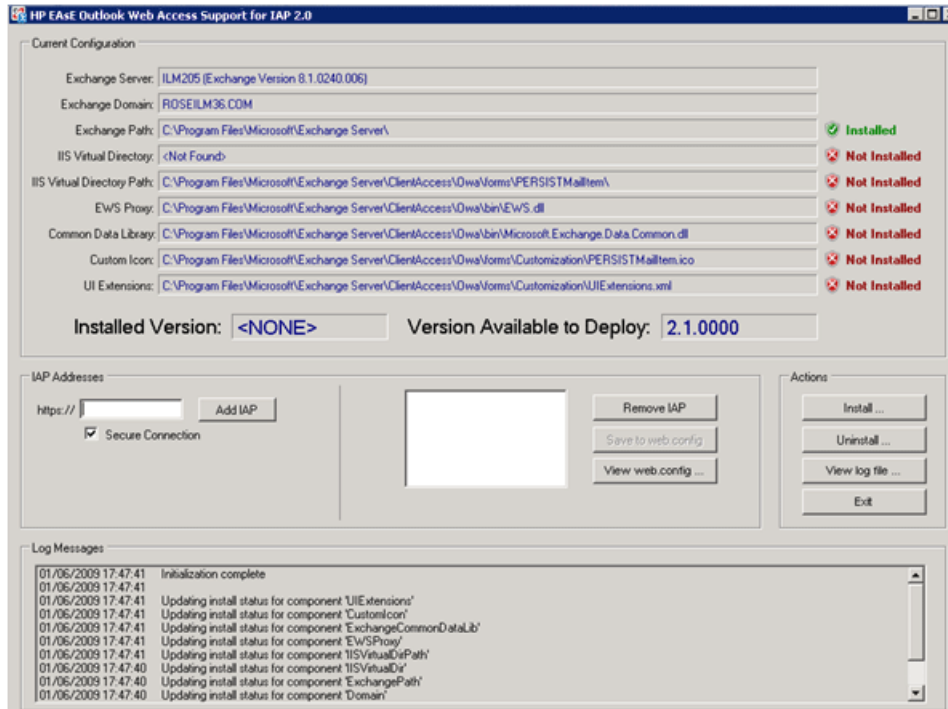 HP EAsE Outlook Web Access Support for IAP 2.0
Current Configuration
Exchange Server: ILM205 (Exchange Version 8.1.0240.006)
Exchange Domain: ROSEILM36.COM
Exchange Path: C:\Program Files\Microsoft\Exchange Server\ Installed
IIS Virtual Directory: <Not Found> Not Installed
IIS Virtual Directory Path: C:\Program Files\Microsoft\Exchange Server\ClientAccess\Owa\forms\PERSISTMailItem\ Not Installed
EWS Proxy: C:\Program Files\Microsoft\Exchange Server\ClientAccess\Owa\bin\EWS.dll Not Installed
Common Data Library: C:\Program Files\Microsoft\Exchange Server\ClientAccess\Owa\bin\Microsoft.Exchange.Data.Common.dll Not Installed
Custom Icon: C:\Program Files\Microsoft\Exchange Server\ClientAccess\Owa\forms\Customization\PERSISTMailItem.ico Not Installed
UI Extensions: C:\Program Files\Microsoft\Exchange Server\ClientAccess\Owa\forms\Customization\UIExtensions.xml Not Installed
Installed Version: <NONE> Version Available to Deploy: 2.1.0000
IAP Addresses
https://
Add IAP
Secure Connection
Remove IAP
Save to web.config
View web.config ...
Actions
Install ...
Uninstall ...
View log file ...
Exit
Log Messages
01/06/2009 17:47:41 Initialization complete
01/06/2009 17:47:41
01/06/2009 17:47:41 Updating install status for component 'UIExtensions'
01/06/2009 17:47:41 Updating install status for component 'CustomIcon'
01/06/2009 17:47:41 Updating install status for component 'ExchangeCommonDataLib'
01/06/2009 17:47:41 Updating install status for component 'EWSProxy'
01/06/2009 17:47:41 Updating install status for component 'IISVirtualDirPath'
01/06/2009 17:47:40 Updating install status for component 'IISVirtualDir'
01/06/2009 17:47:40 Updating install status for component 'ExchangePath'
01/06/2009 17:47:40 Updating install status for component 'Domain'